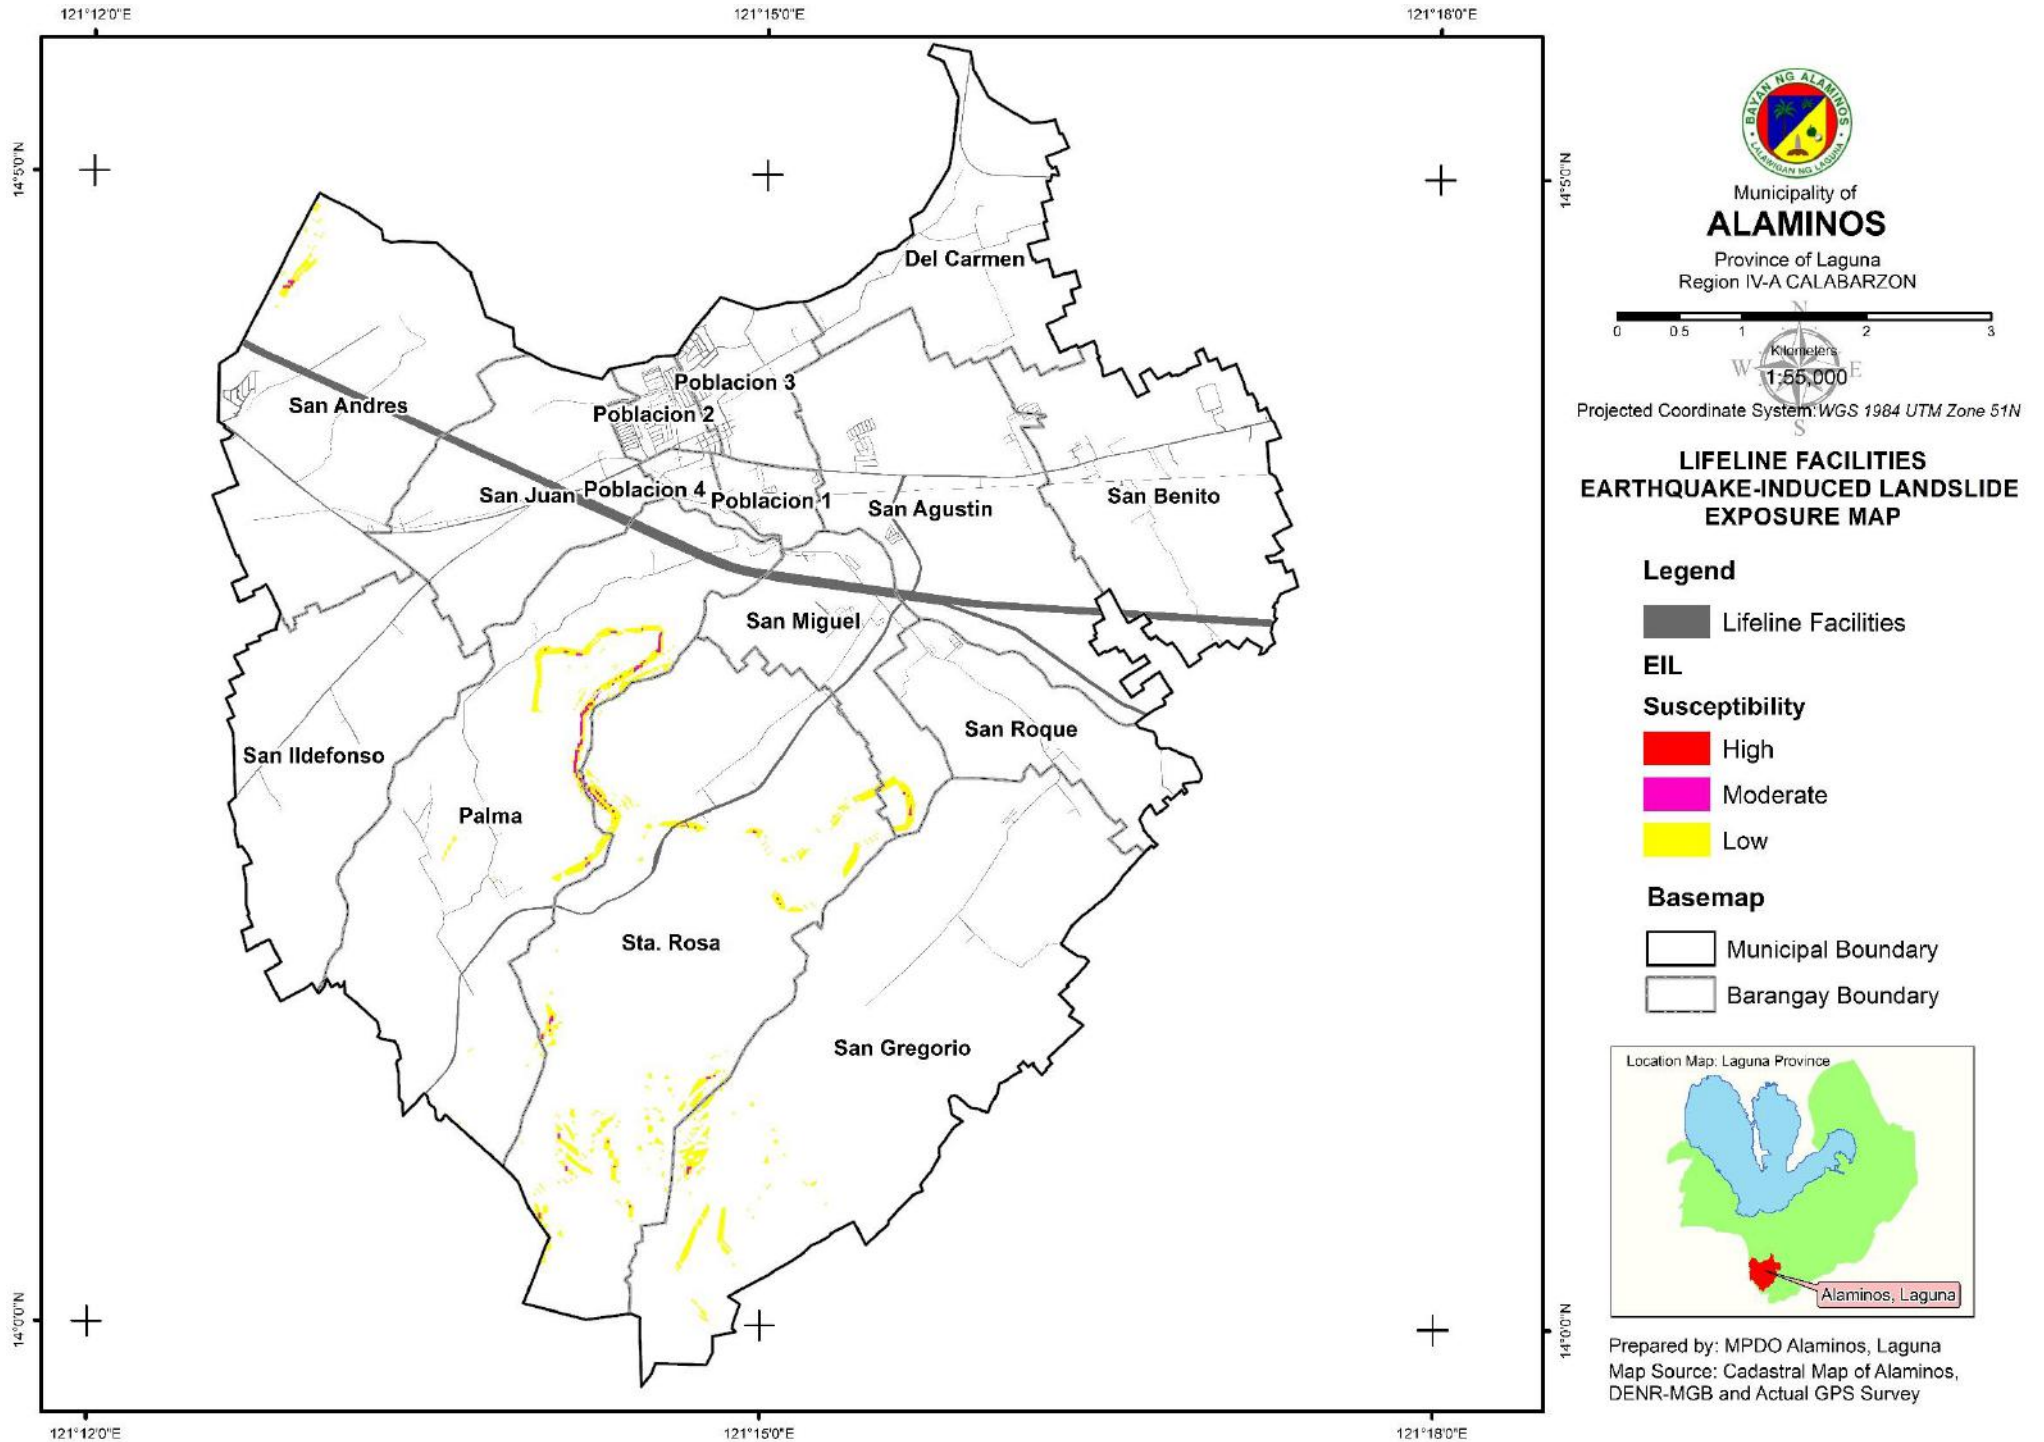 121°12'0"E
121°15'0"E
121°18'0"E
14°5'0"N
14°5'0"N
Del Carmen
San Andres
Poblacion 3
Poblacion 2
San Juan
Poblacion 4
Poblacion 1
San Agustin
San Benito
San Miguel
San Roque
San Ildefonso
Palma
Sta. Rosa
San Gregorio
14°0'0"N
14°0'0"N
121°12'0"E
121°15'0"E
121°18'0"E
BAYAN NG ALAMINOS
LALAWIGAN NG LAGUNA
Municipality of
ALAMINOS
Province of Laguna
Region IV-A CALABARZON
N
0 0.5 1 2 3
Kilometers
W E
1:55,000
Projected Coordinate System: WGS 1984 UTM Zone 51N
S
LIFELINE FACILITIES
EARTHQUAKE-INDUCED LANDSLIDE
EXPOSURE MAP
Legend
Lifeline Facilities
EIL
Susceptibility
High
Moderate
Low
Basemap
Municipal Boundary
Barangay Boundary
Location Map: Laguna Province
Alaminos, Laguna
Prepared by: MPDO Alaminos, Laguna
Map Source: Cadastral Map of Alaminos,
DENR-MGB and Actual GPS Survey